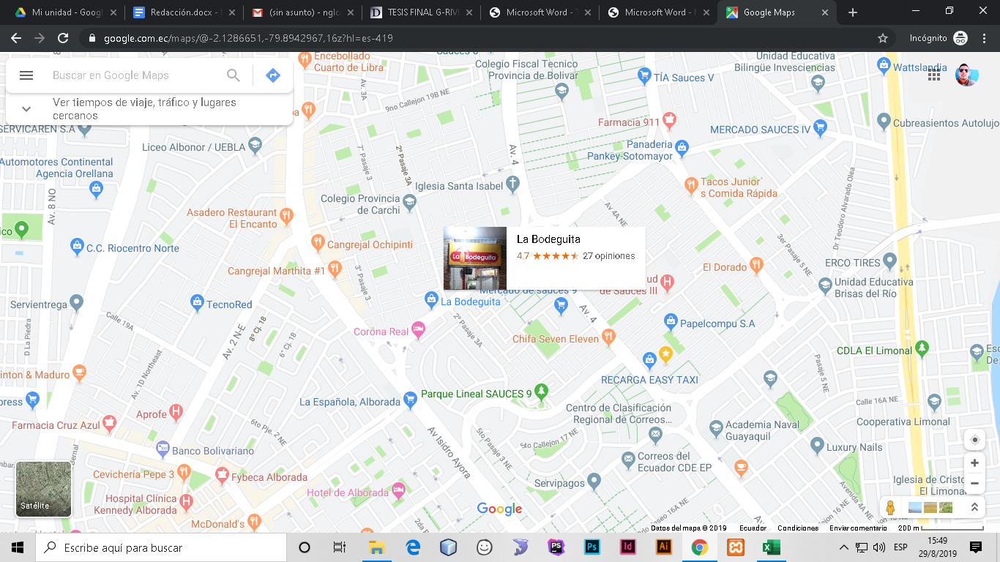 Mi unidad - Googl
Redacción.docx -
(sin asunto) - nglc
TESIS FINAL G-RIV
Microsoft Word - T
Microsoft Word - 
Google Maps
google.com.ec/maps/@-2.1286651,-79.8942967,16z?hl=es-419
Incógnito
Buscar en Google Maps
Ver tiempos de viaje, tráfico y lugares
cercanos
Encebollado
Cuarto de Libra
Colegio Fiscal Tecnico
Provincia de Bolivar
Unidad Educativa
Bilingüe Invesciencias
Wattslandia
TÍA Sauces V
9no Callejon 19B NE
Av. 3A
Farmacia 911
MERCADO SAUCES IV
Cubreasientos Autolujo
SERVICAREN S.A
Liceo Albonor / UEBLA
7° Pasaje 3
2° Pasaje 3A
Av. 4
Panaderia
Pankey-Sotomayor
Automotores Continental
Agencia Orellana
Iglesia Santa Isabel
Tacos Junior´
s Comida Rápida
Dr Teodoro Alvarado Olea
Av. 8 NO
Colegio Provincia
de Carchi
Av. 4A NE
Asadero Restaurant
El Encanto
ico
Cangrejal Ochipinti
C.C. Riocentro Norte
La Bodeguita
La Bodeguita
4.7
27 opiniones
3er Pasaje 5 NE
ERCO TIRES
El Dorado
Cangrejal Marthita #1
3° Pasaje 3
Mercado de sauces 9
ud
de Sauces III
Unidad Educativa
Brisas del Río
Servientrega
TecnoRed
La Bodeguita
Av. 4
D La Piedra
Calle 19A
Av. 2 N-E
8° Cj. 18
6° Cj. 18
2° Pasaje 3A
Papelcompu S.A
Corona Real
Chifa Seven Eleven
CDLA El Limonal
Esc
De
Pasaje 5 NE
inton & Maduro
Av. 1D Northeast
RECARGA EASY TAXI
press
La Española, Alborada
Parque Lineal SAUCES 9
Calle 16A NE
Centro de Clasificación
Regional de Correos...
Aprofe
Farmacia Cruz Azul
6to Pje. 2 NE
Cooperativa Limonal
Academia Naval
Guayaquil
Av Isidro Ayora
5to Pasaje 3 NE
5to Callejon 17 NE
Banco Bolivariano
Luxury Nails
Correos del
Ecuador CDE EP
Cevichería Pepe 3
Fybeca Alborada
Servipagos
Iglesia de Cristo
El Limonal
Hotel de Alborada
Hospital Clínica
Kennedy Alborada
Satélite
Google
McDonald's
Datos del mapa © 2019
Ecuador
Condiciones
Enviar comentario
200 m
Escribe aquí para buscar
PS
Ps
Id
Ai
ESP
15:49
29/8/2019